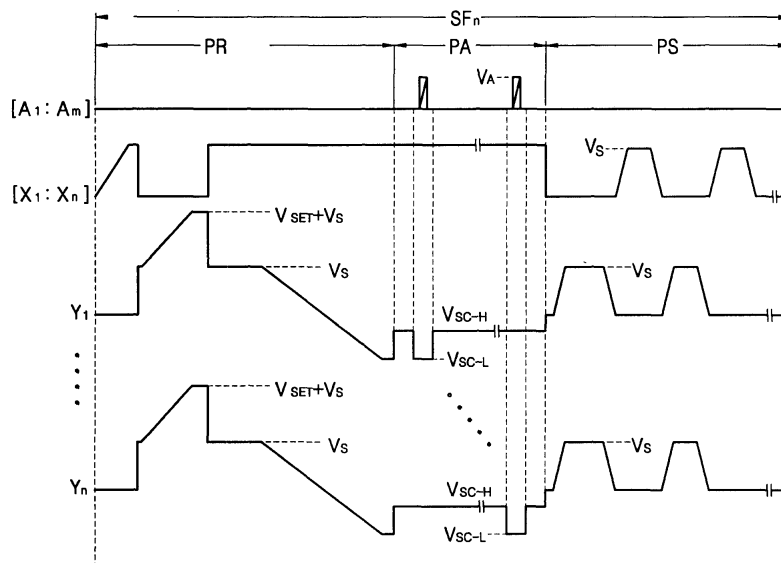 SFn
PR PA PS
VA
[A1:Am]
VS
[X1:Xn]
VSET+VS
VS
VS
Y1
VSC-H
VSC-L
VSET+VS
VS
VS
Yn
VSC-H
VSC-L